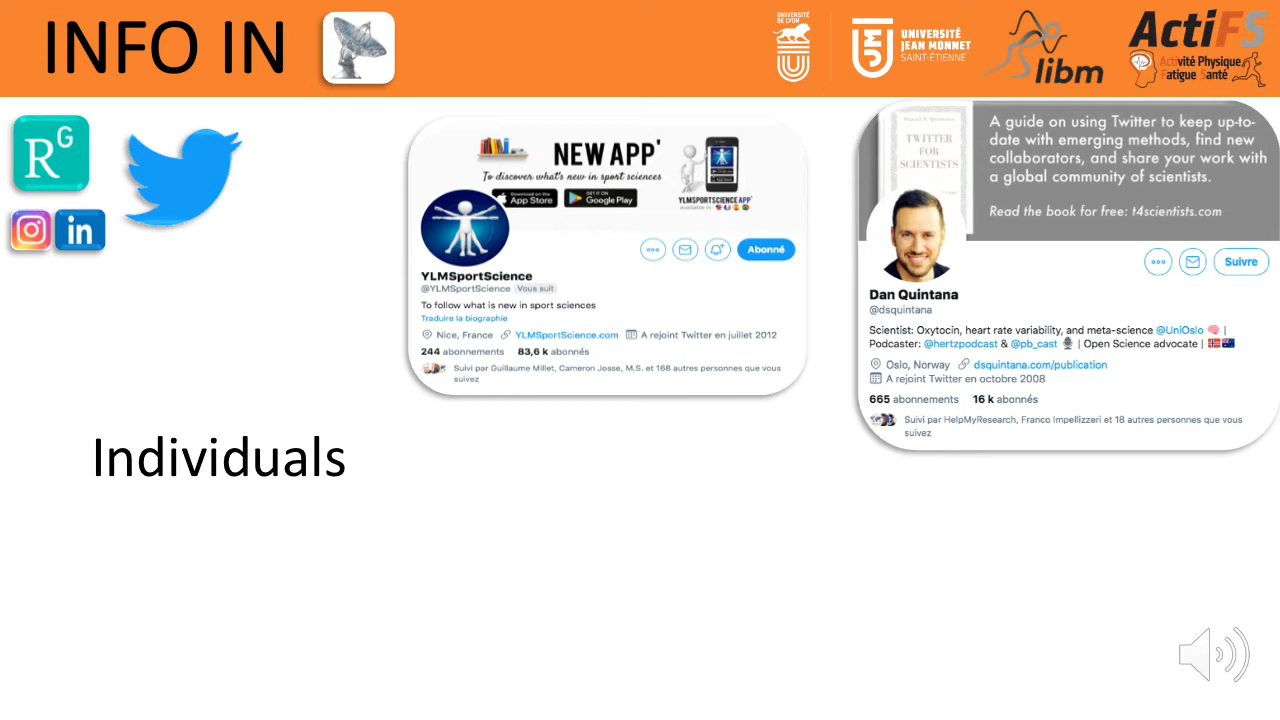 INFO IN
UNIVERSITÉ
DE LYON
UNIVERSITÉ
JEAN MONNET
SAINT-ÉTIENNE
libm
ActiFS
Activité Physique
Fatigue Santé
RG
in
NEW APP'
To discover what's new in sport sciences
Download on the
App Store
GET IT ON
Google Play
YLMSPORTSCIENCE APP'
Abonné
YLMSportScience
@YLMSportScience Vous suit
To follow what is new in sport sciences
Traduire la biographie
Nice, France YLMSportScience.com A rejoint Twitter en juillet 2012
244 abonnements 83,6 k abonnés
Suivi par Guillaume Millet, Cameron Josse, M.S. et 168 autres personnes que vous
suivez
TWITTER
FOR
SCIENTISTS
A guide on using Twitter to keep up-to-
date with emerging methods, find new
collaborators, and share your work with
a global community of scientists.
Read the book for free: t4scientists.com
Suivre
Dan Quintana
@dsquintana
Scientist: Oxytocin, heart rate variability, and meta-science @UniOslo 🧠 |
Podcaster: @hertzpodcast & @pb_cast 🎙 | Open Science advocate | 🇳🇴🇦🇺
Oslo, Norway dsquintana.com/publication
A rejoint Twitter en octobre 2008
665 abonnements 16 k abonnés
Suivi par HelpMyResearch, Franco Impellizzeri et 18 autres personnes que vous
suivez
Individuals